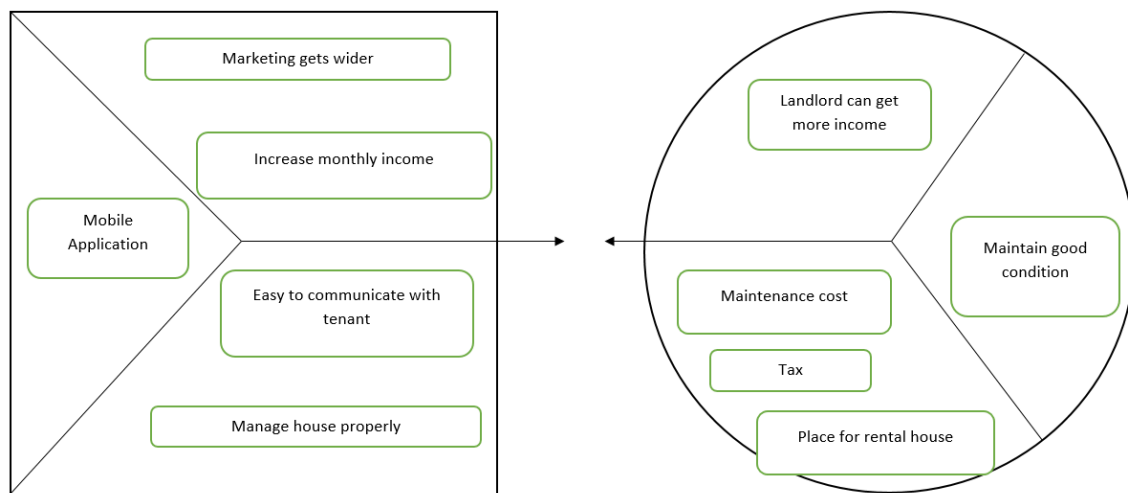 Marketing gets wider
Increase monthly income
Mobile
Application
Easy to communicate with
tenant
Manage house properly
Landlord can get
more income
Maintain good
condition
Maintenance cost
Tax
Place for rental house